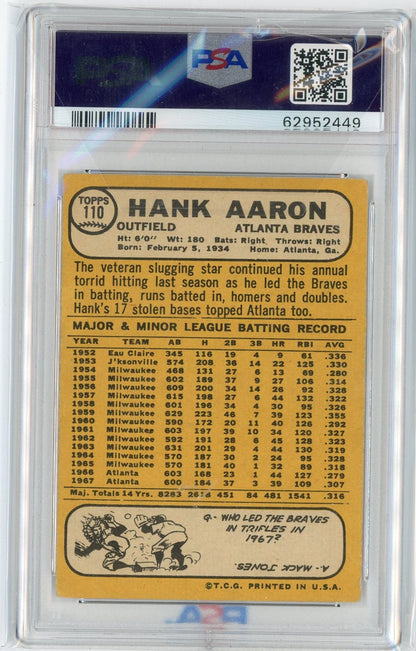 PSA
62952449
TOPPS
110
HANK AARON
OUTFIELD ATLANTA BRAVES
Ht: 6'0" Wt: 180 Bats: Right Throws: Right
Born: February 5, 1934 Home: Atlanta, Ga.
The veteran slugging star continued his annual
torrid hitting last season as he led the Braves
in batting, runs batted in, homers and doubles.
Hank's 17 stolen bases topped Atlanta too.
MAJOR & MINOR LEAGUE BATTING RECORD
YEAR TEAM AB H 2B 3B HR RBI AVG
1952 Eau Claire 345 116 19 4 9 61 .336
1953 J'ksonville 574 208 36 14 22 125 .330
1954 Milwaukee 468 131 27 6 13 69 .280
1955 Milwaukee 602 189 37 9 27 106 .314
1956 Milwaukee 609 200 34 14 26 92 .328
1957 Milwaukee 615 198 27 6 44 132 .322
1958 Milwaukee 601 196 34 4 30 95 .326
1959 Milwaukee 629 223 46 7 39 123 .355
1960 Milwaukee 590 172 20 11 40 126 .292
1961 Milwaukee 603 197 39 10 34 120 .327
1962 Milwaukee 592 191 28 6 45 128 .323
1963 Milwaukee 631 201 29 4 44 130 .319
1964 Milwaukee 570 187 30 2 24 95 .328
1965 Milwaukee 570 181 40 1 32 89 .318
1966 Atlanta 603 168 23 1 44 127 .279
1967 Atlanta 600 184 37 3 39 109 .307
Maj. Totals 14 Yrs. 8283 2618 451 84 481 1541 .316
Q- WHO LED THE BRAVES
IN TRIPLES IN
1967?
A- MACK JONES.
©T.C.G. PRINTED IN U.S.A.
PSA